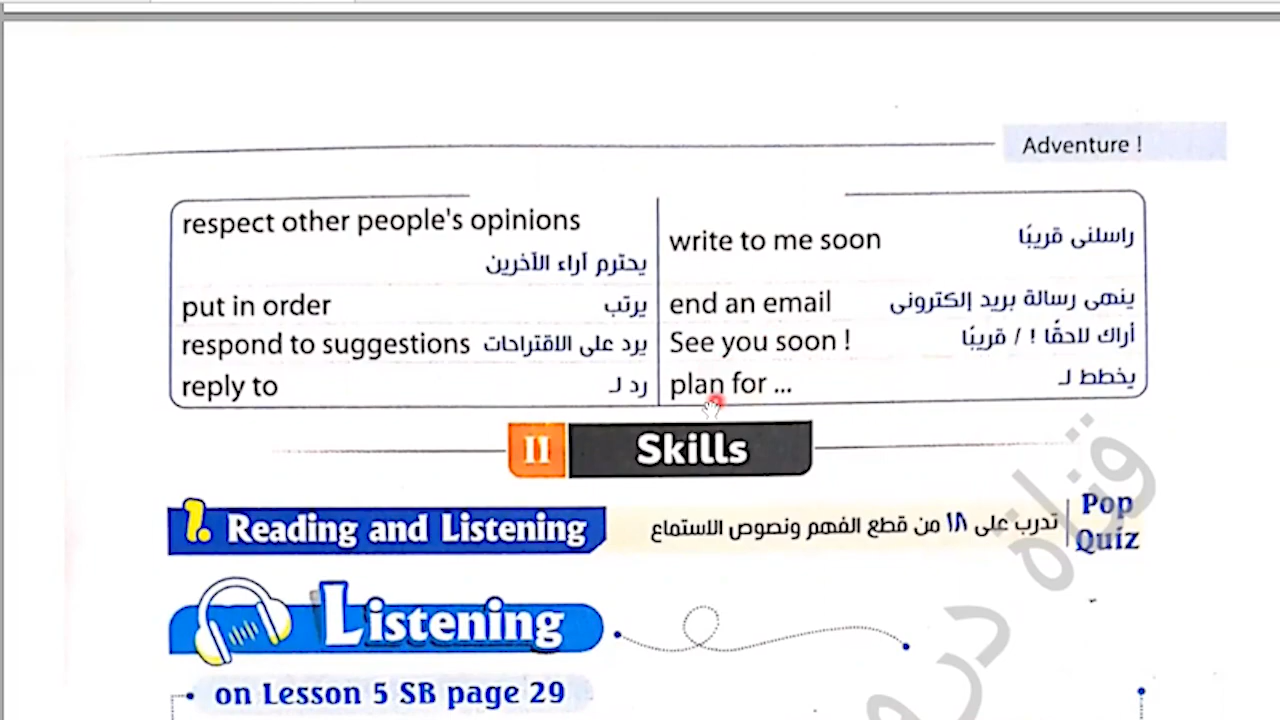 Adventure !
respect other people's opinions
يحترم آراء الآخرين
put in order يرتب
respond to suggestions يرد على الاقتراحات
reply to رد لـ
write to me soon راسلنى قريبًا
end an email ينهى رسالة بريد إلكترونى
See you soon ! أراك لاحقًا ! / قريبًا
plan for ... يخطط لـ
II Skills
1. Reading and Listening
تدرب على ١٨ من قطع الفهم ونصوص الاستماع
Pop
Quiz
Listening
on Lesson 5 SB page 29
قناة